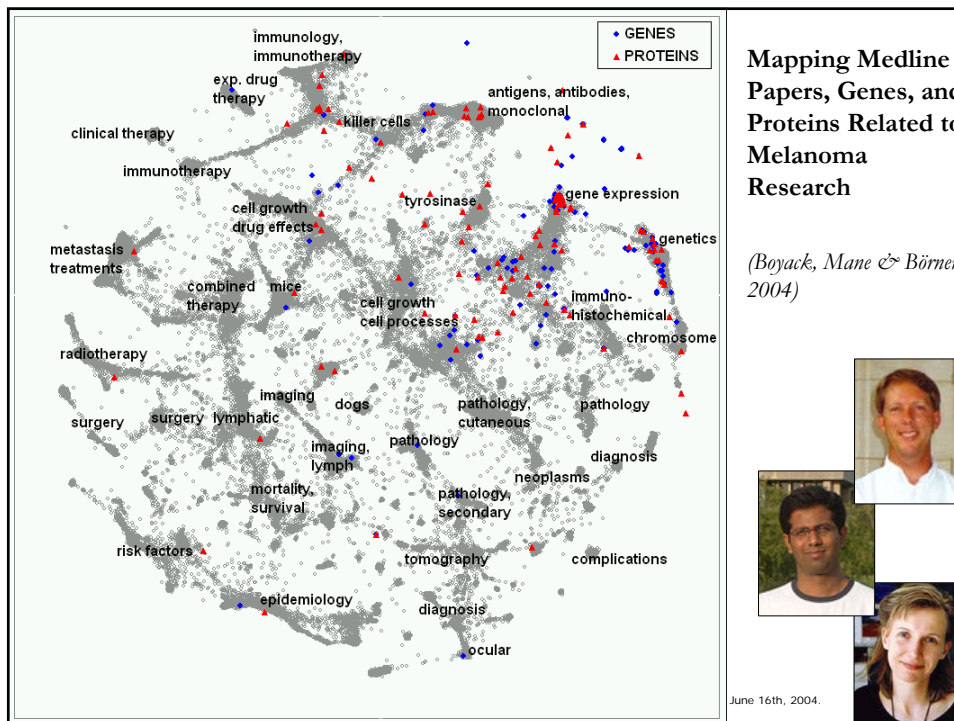 immunology,
immunotherapy
GENES
PROTEINS
exp. drug
therapy
antigens, antibodies,
monoclonal
clinical therapy
killer cells
immunotherapy
cell growth
drug effects
tyrosinase
gene expression
genetics
metastasis
treatments
combined
therapy
mice
cell growth
cell processes
immuno-
histochemical
chromosome
radiotherapy
imaging
dogs
surgery
surgery
lymphatic
pathology,
cutaneous
pathology
imaging,
lymph
pathology
diagnosis
neoplasms
mortality,
survival
pathology,
secondary
risk factors
tomography
complications
epidemiology
diagnosis
ocular
Mapping Medline
Papers, Genes, and
Proteins Related to
Melanoma
Research
(Boyack, Mane & Börner
2004)
June 16th, 2004.